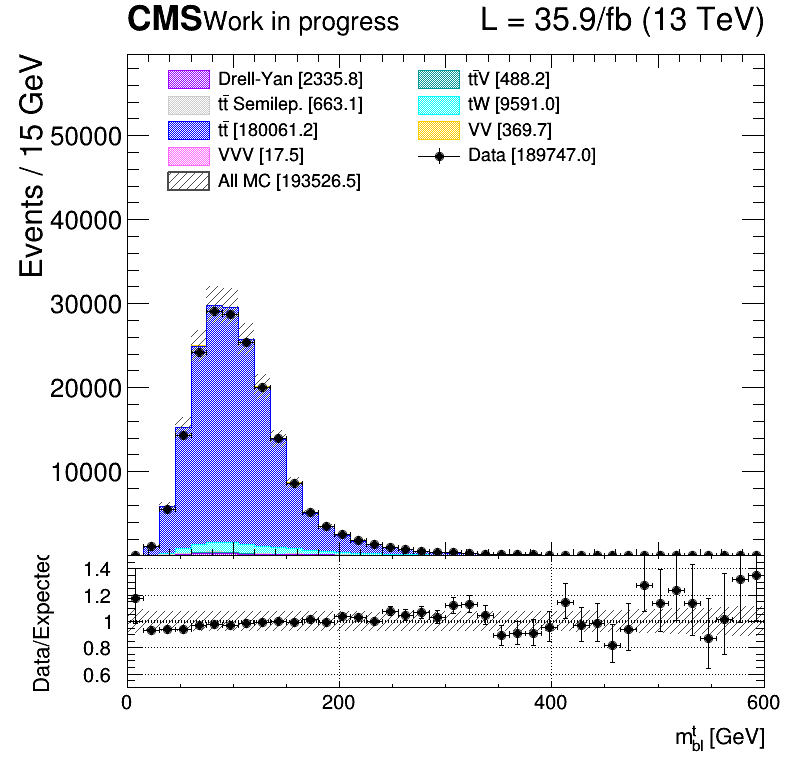 CMS Work in progress L = 35.9/fb (13 TeV)
Events / 15 GeV
Drell-Yan [2335.8]
tt̄ Semilep. [663.1]
tt̄ [180061.2]
VVV [17.5]
All MC [193526.5]
tt̄V [488.2]
tW [9591.0]
VV [369.7]
Data [189747.0]
50000
40000
30000
20000
10000
Data/Expected
1.4
1.2
1
0.8
0.6
0 200 400 600
m^t_bl [GeV]